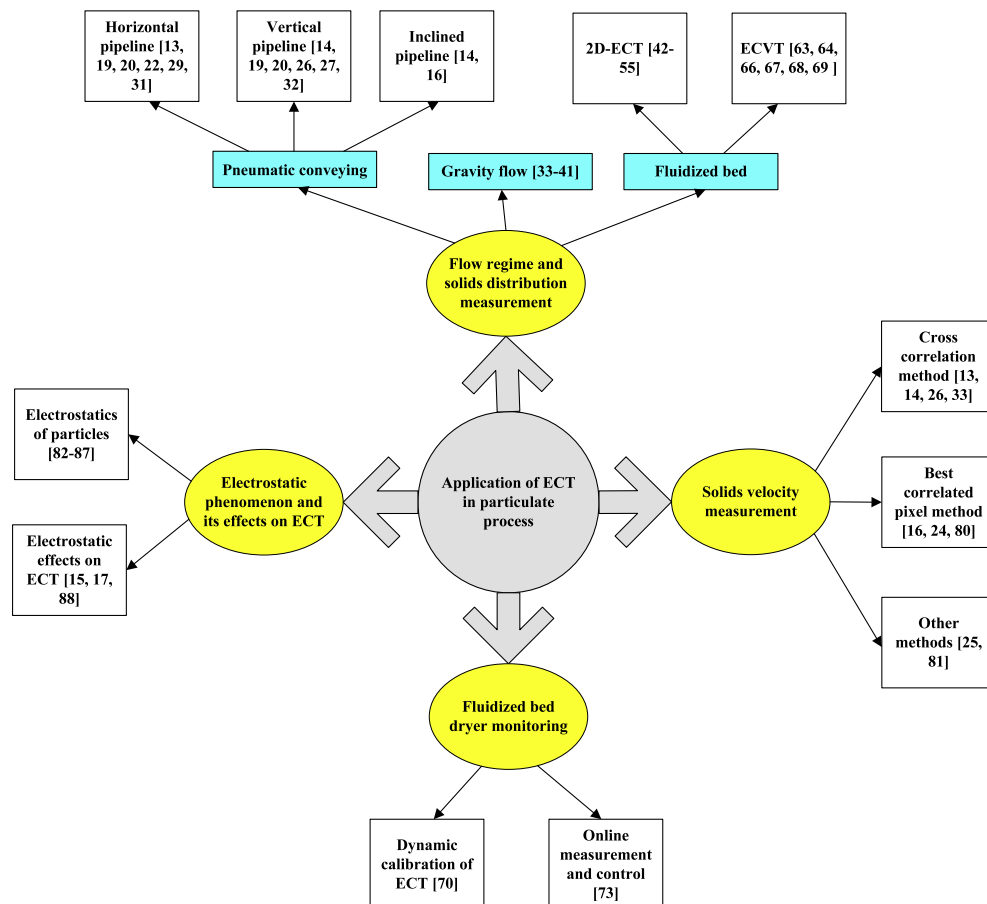 Horizontal
pipeline [13,
19, 20, 22, 29,
31]
Vertical
pipeline [14,
19, 20, 26, 27,
32]
Inclined
pipeline [14,
16]
2D-ECT [42-
55]
ECVT [63, 64,
66, 67, 68, 69 ]
Pneumatic conveying
Gravity flow [33-41]
Fluidized bed
Flow regime and
solids distribution
measurement
Cross
correlation
method [13,
14, 26, 33]
Electrostatics
of particles
[82-87]
Electrostatic
phenomenon and
its effects on ECT
Application of ECT
in particulate
process
Solids velocity
measurement
Best
correlated
pixel method
[16, 24, 80]
Electrostatic
effects on
ECT [15, 17,
88]
Other
methods [25,
81]
Fluidized bed
dryer monitoring
Dynamic
calibration of
ECT [70]
Online
measurement
and control
[73]